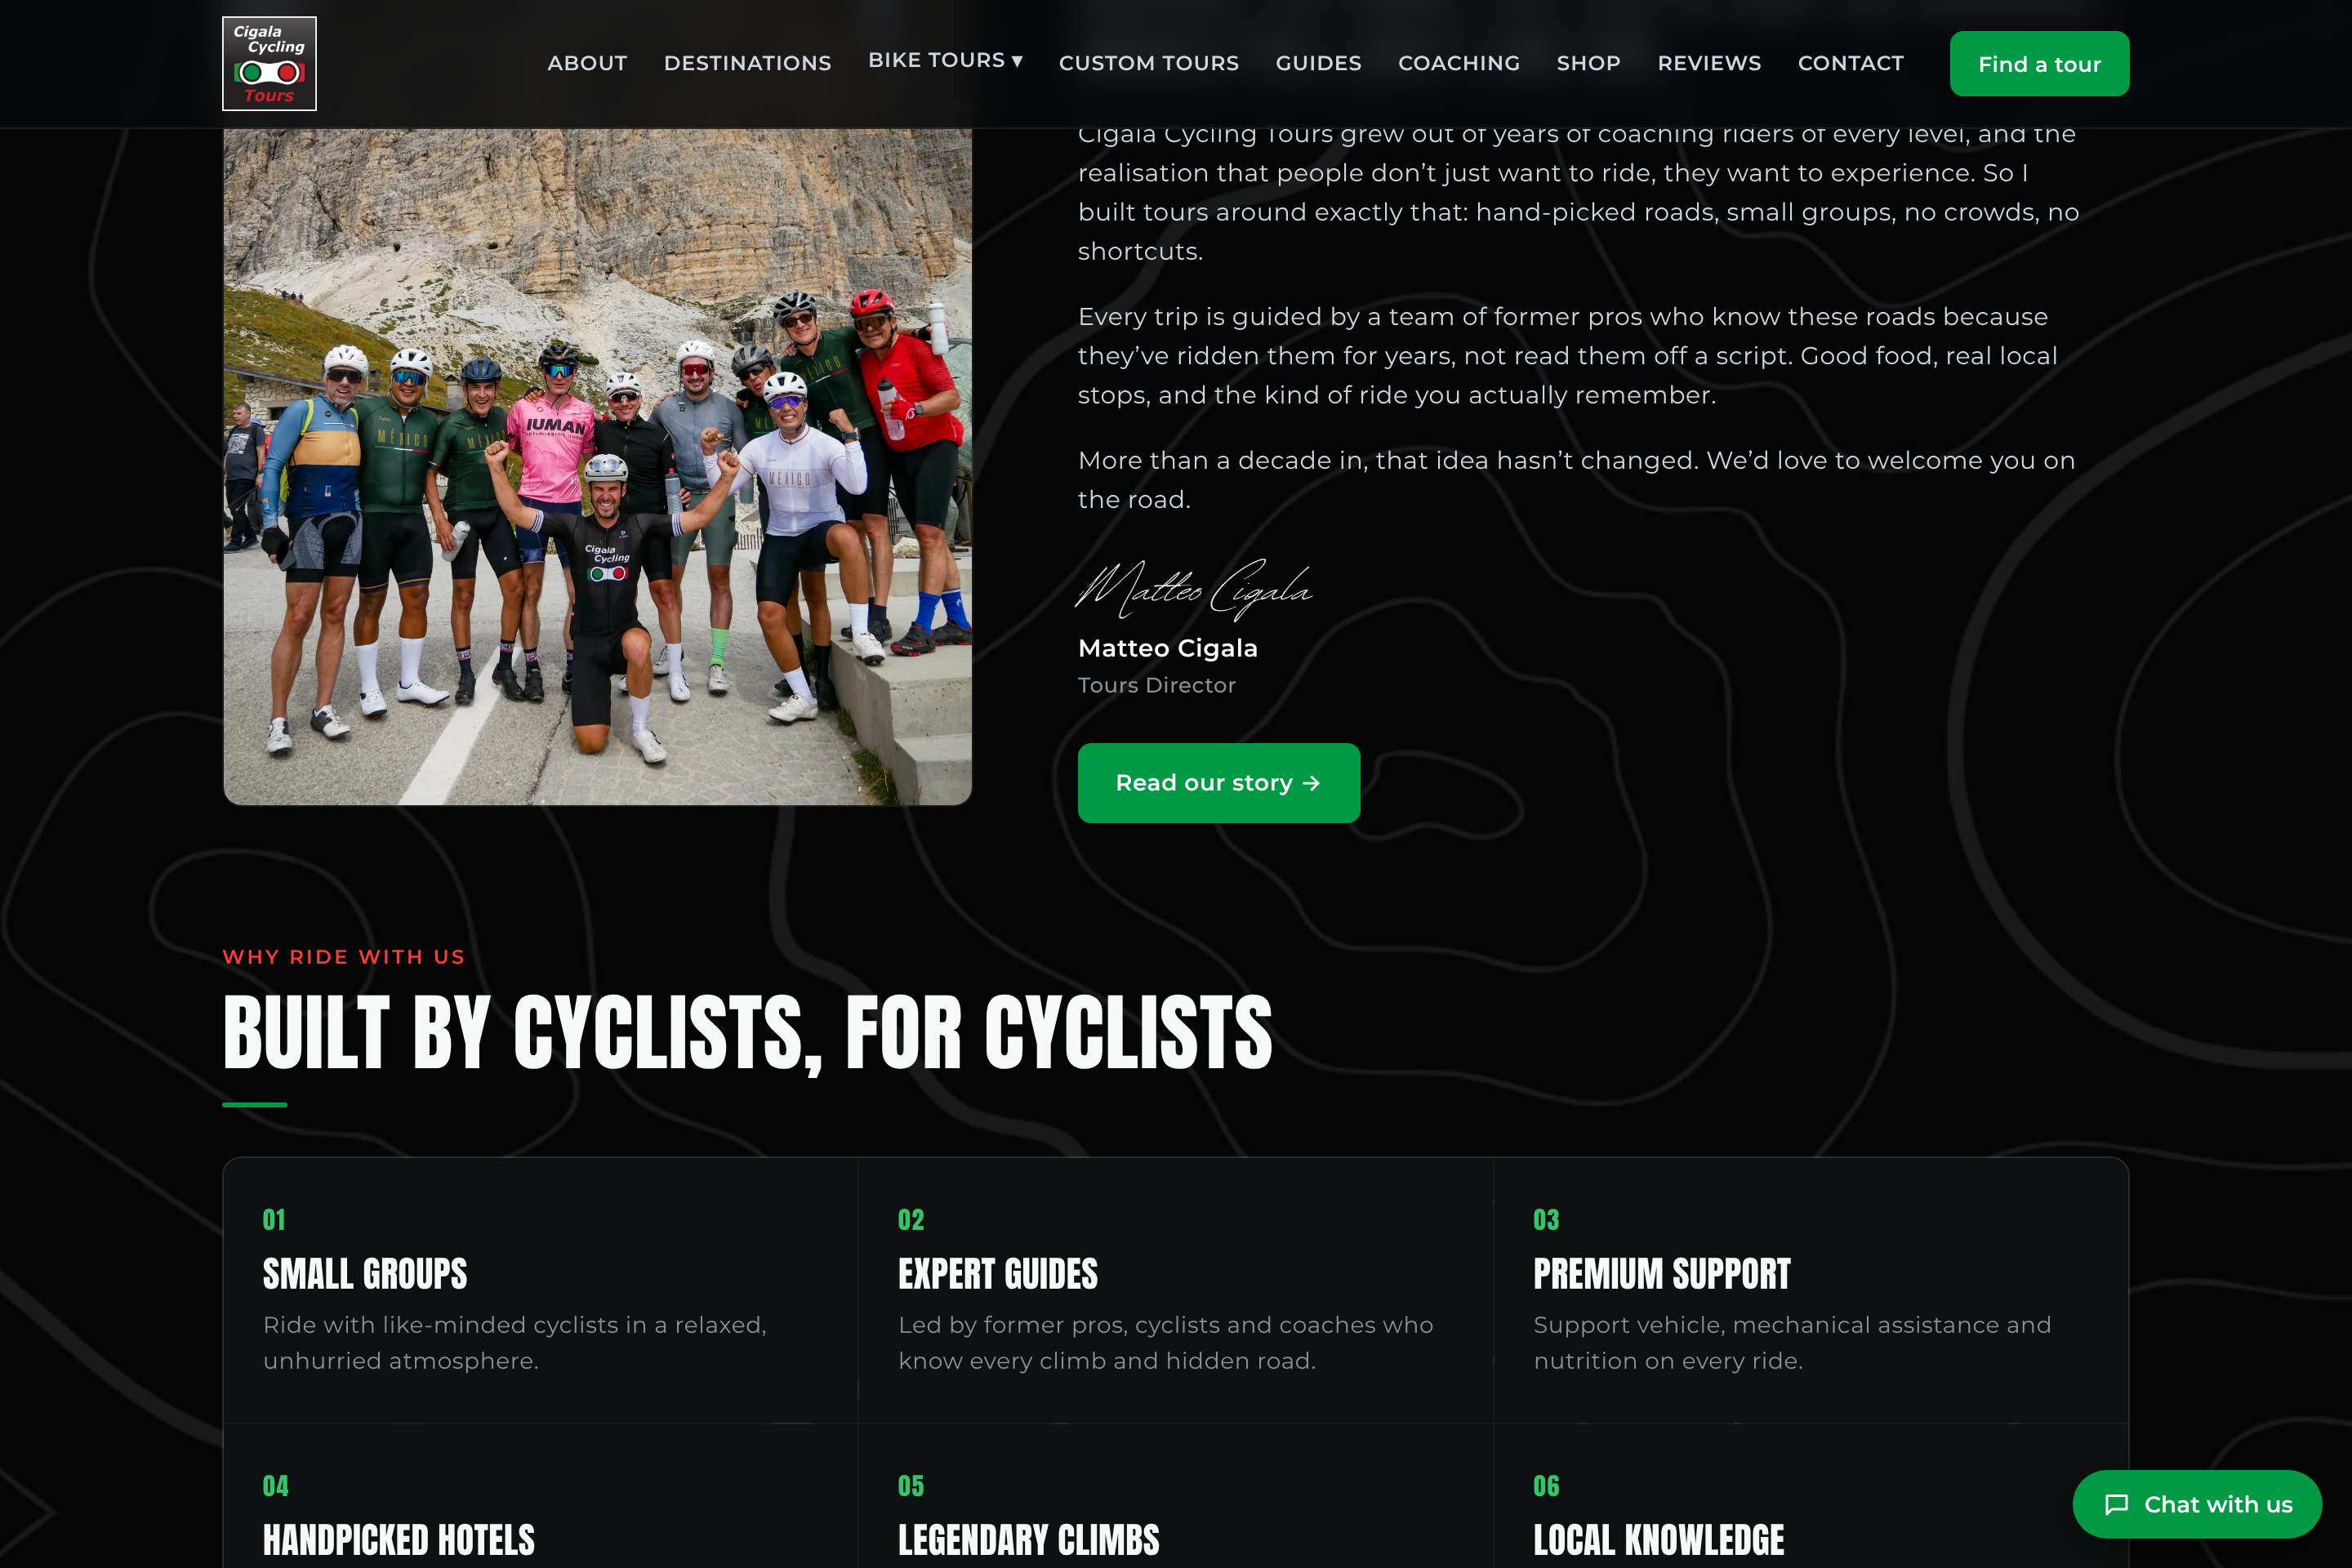 Cigala
Cycling
Tours
ABOUT DESTINATIONS BIKE TOURS ▾ CUSTOM TOURS GUIDES COACHING SHOP REVIEWS CONTACT Find a tour
Cigala Cycling Tours grew out of years of coaching riders of every level, and the
realisation that people don’t just want to ride, they want to experience. So I
built tours around exactly that: hand-picked roads, small groups, no crowds, no
shortcuts.
Every trip is guided by a team of former pros who know these roads because
they’ve ridden them for years, not read them off a script. Good food, real local
stops, and the kind of ride you actually remember.
More than a decade in, that idea hasn’t changed. We’d love to welcome you on
the road.
Matteo Cigala
Matteo Cigala
Tours Director
Read our story →
MÉXICO
MÉXICO
IUMAN
MÉXICO
MÉXICO
Cigala
Cycling
WHY RIDE WITH US
BUILT BY CYCLISTS, FOR CYCLISTS
01
SMALL GROUPS
Ride with like-minded cyclists in a relaxed,
unhurried atmosphere.
02
EXPERT GUIDES
Led by former pros, cyclists and coaches who
know every climb and hidden road.
03
PREMIUM SUPPORT
Support vehicle, mechanical assistance and
nutrition on every ride.
04
HANDPICKED HOTELS
05
LEGENDARY CLIMBS
06
LOCAL KNOWLEDGE
Chat with us